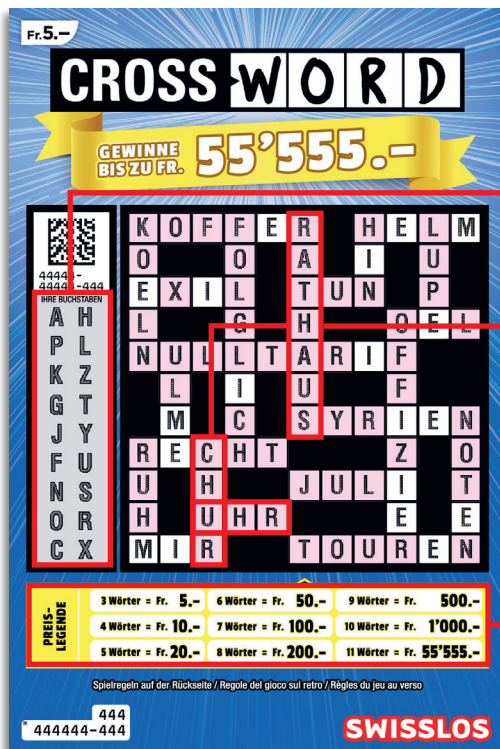 Fr.5.–
CROSSWORD
GEWINNE
BIS ZU FR. 55'555.–
44444-
44444-444
IHRE BUCHSTABEN
A H
P L
K Z
G T
J Y
F U
N S
O R
C X
K O F F E R H E L M
O O A I U
E X I L T U N P
L G H O E L
N U L L T A R I F
L I U F
M C S Y R I E N
R E C H T Z O
U H J U L I T
H U H R E E
M I R T O U R E N
PREIS-
LEGENDE
3 Wörter = Fr. 5.– 6 Wörter = Fr. 50.– 9 Wörter = Fr. 500.–
4 Wörter = Fr. 10.– 7 Wörter = Fr. 100.– 10 Wörter = Fr. 1'000.–
5 Wörter = Fr. 20.– 8 Wörter = Fr. 200.– 11 Wörter = Fr. 55'555.–
Spielregeln auf der Rückseite / Regole del gioco sul retro / Règles du jeu au verso
444
444444-444
SWISSLOS